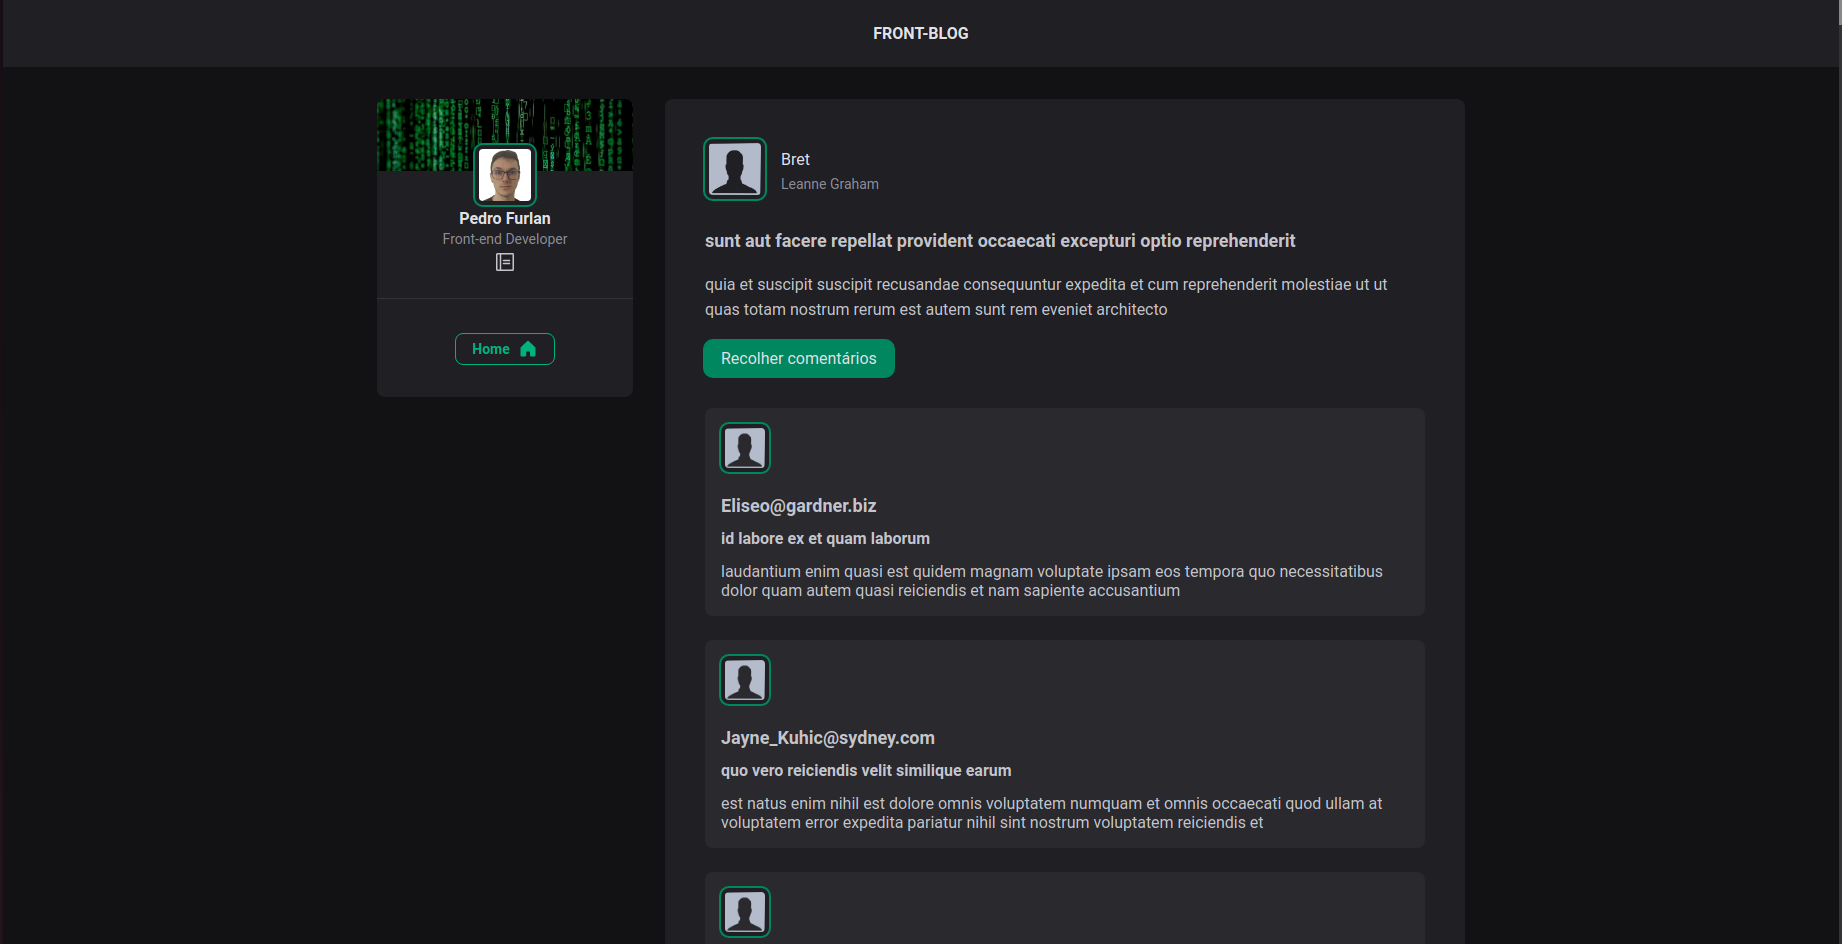 FRONT-BLOG
Pedro Furlan
Front-end Developer
Home
Bret
Leanne Graham
sunt aut facere repellat provident occaecati excepturi optio reprehenderit
quia et suscipit suscipit recusandae consequuntur expedita et cum reprehenderit molestiae ut ut
quas totam nostrum rerum est autem sunt rem eveniet architecto
Recolher comentários
Eliseo@gardner.biz
id labore ex et quam laborum
laudantium enim quasi est quidem magnam voluptate ipsam eos tempora quo necessitatibus
dolor quam autem quasi reiciendis et nam sapiente accusantium
Jayne_Kuhic@sydney.com
quo vero reiciendis velit similique earum
est natus enim nihil est dolore omnis voluptatem numquam et omnis occaecati quod ullam at
voluptatem error expedita pariatur nihil sint nostrum voluptatem reiciendis et